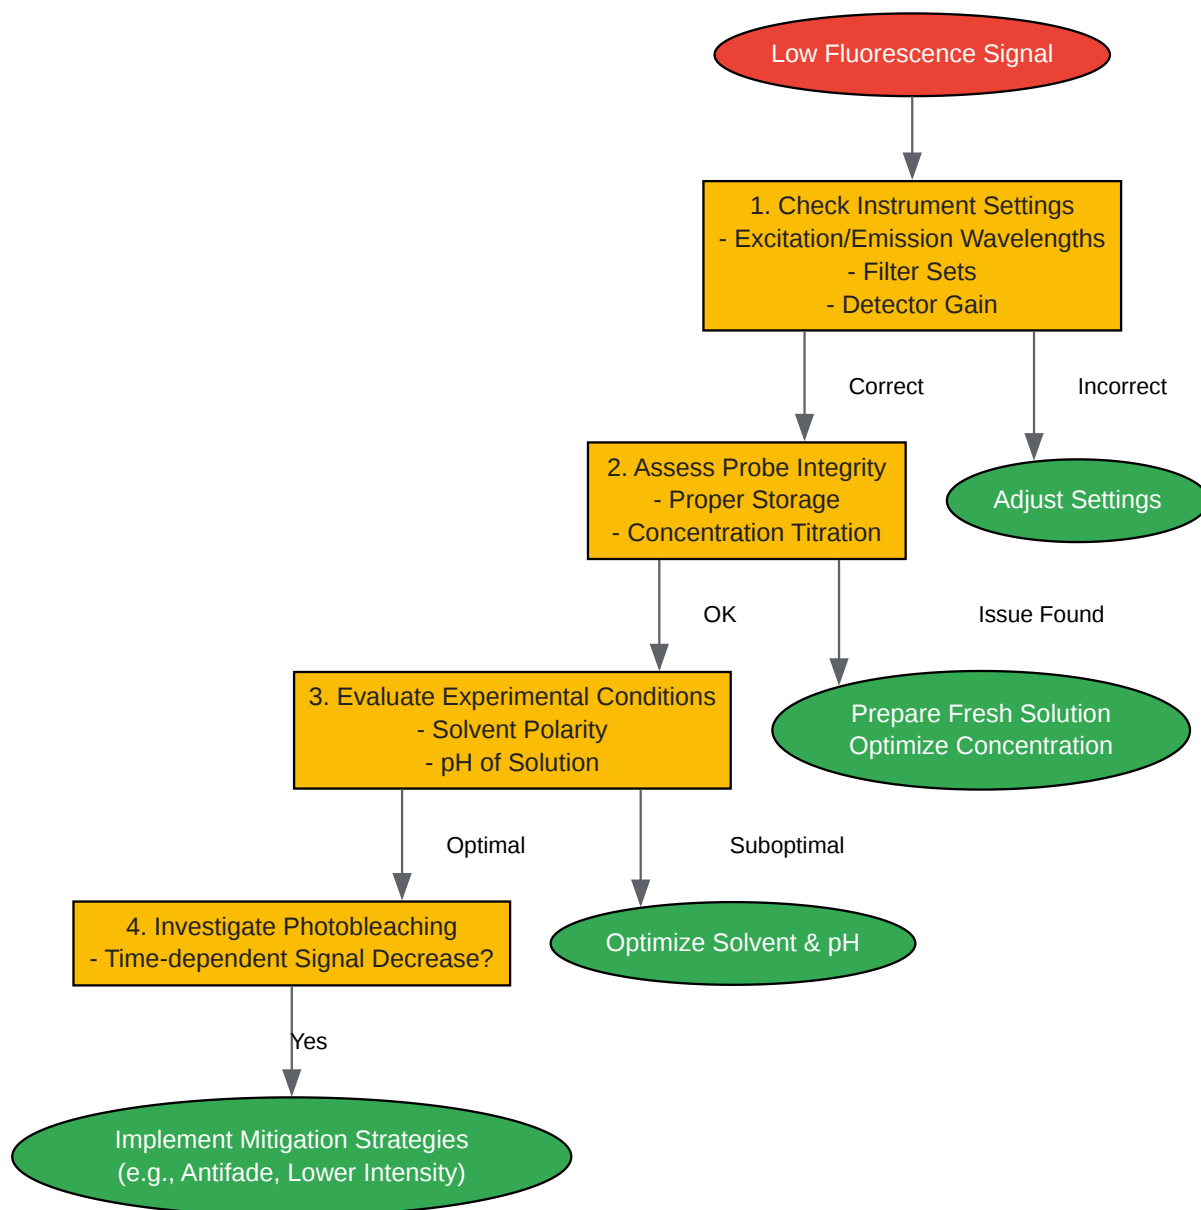 Low Fluorescence Signal
1. Check Instrument Settings
- Excitation/Emission Wavelengths
- Filter Sets
- Detector Gain
Correct
Incorrect
2. Assess Probe Integrity
- Proper Storage
- Concentration Titration
Adjust Settings
OK
Issue Found
3. Evaluate Experimental Conditions
- Solvent Polarity
- pH of Solution
Prepare Fresh Solution
Optimize Concentration
Optimal
Suboptimal
4. Investigate Photobleaching
- Time-dependent Signal Decrease?
Optimize Solvent & pH
Yes
Implement Mitigation Strategies
(e.g., Antifade, Lower Intensity)